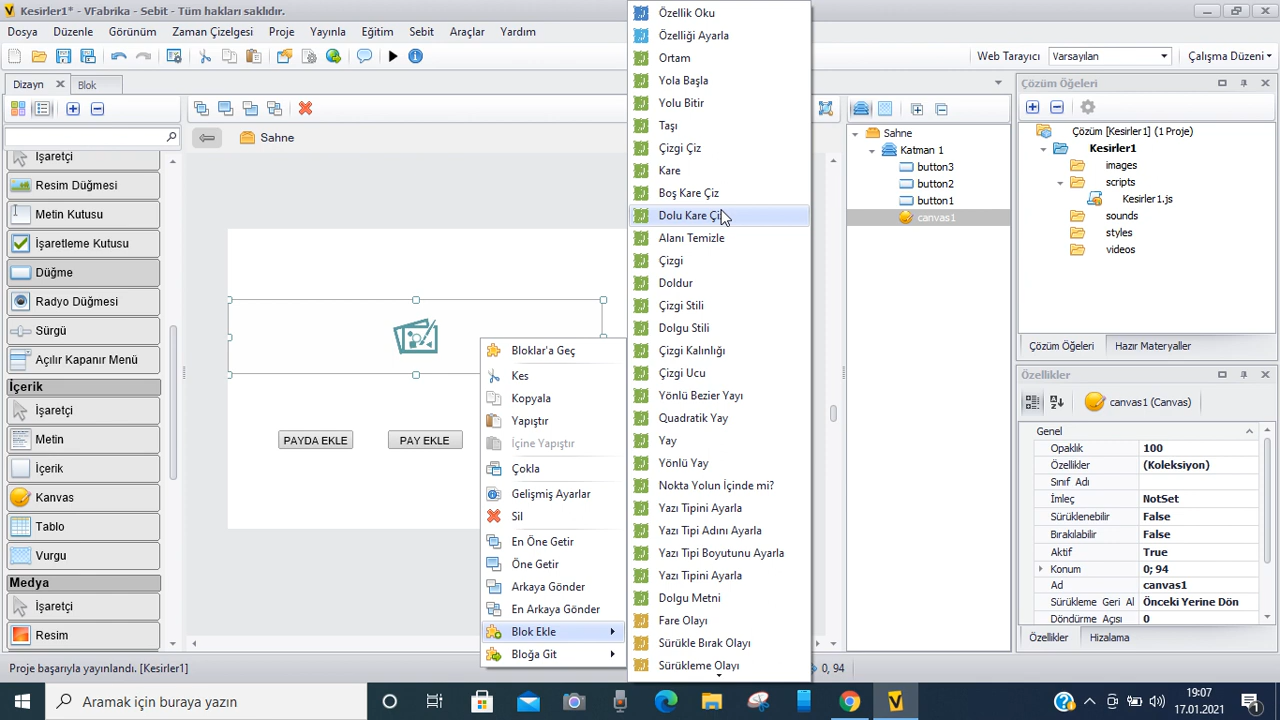 Kesirler1* - VFabrika - Sebit - Tüm hakları saklıdır.
Dosya Düzenle Görünüm Zaman Çizelgesi Proje Yayınla Eğitim Sebit Araçlar Yardım
Web Tarayıcı Varsayılan Çalışma Düzeni
Dizayn Blok
Sahne
İşaretçi
Resim Düğmesi
Metin Kutusu
İşaretleme Kutusu
Düğme
Radyo Düğmesi
Sürgü
Açılır Kapanır Menü
İçerik
İşaretçi
Metin
İçerik
Kanvas
Tablo
Vurgu
Medya
İşaretçi
Resim
PAYDA EKLE PAY EKLE
Bloklar'a Geç
Kes
Kopyala
Yapıştır
İçine Yapıştır
Çokla
Gelişmiş Ayarlar
Sil
En Öne Getir
Öne Getir
Arkaya Gönder
En Arkaya Gönder
Blok Ekle
Bloğa Git
Özellik Oku
Özelliği Ayarla
Ortam
Yola Başla
Yolu Bitir
Taşı
Çizgi Çiz
Kare
Boş Kare Çiz
Dolu Kare Çiz
Alanı Temizle
Çizgi
Doldur
Çizgi Stili
Dolgu Stili
Çizgi Kalınlığı
Çizgi Ucu
Yönlü Bezier Yayı
Quadratik Yay
Yay
Yönlü Yay
Nokta Yolun İçinde mi?
Yazı Tipini Ayarla
Yazı Tipi Adını Ayarla
Yazı Tipi Boyutunu Ayarla
Yazı Tipini Ayarla
Dolgu Metni
Fare Olayı
Sürükle Bırak Olayı
Sürükleme Olayı
Sahne
Katman 1
button3
button2
button1
canvas1
Çözüm Öğeleri
Çözüm [Kesirler1] (1 Proje)
Kesirler1
images
scripts
Kesirler1.js
sounds
styles
videos
Çözüm Öğeleri Hazır Materyaller
Özellikler
canvas1 (Canvas)
Genel
Opaklık 100
Özellikler (Koleksiyon)
Sınıf Adı
İmleç NotSet
Sürüklenebilir False
Bırakılabilir False
Aktif True
Konum 0; 94
Ad canvas1
Sürükleme Geri Al Önceki Yerine Dön
Döndürme Açısı 0
Özellikler Hizalama
Proje başarıyla yayınlandı. [Kesirler1] 0, 94
Aramak için buraya yazın
19:07
17.01.2021